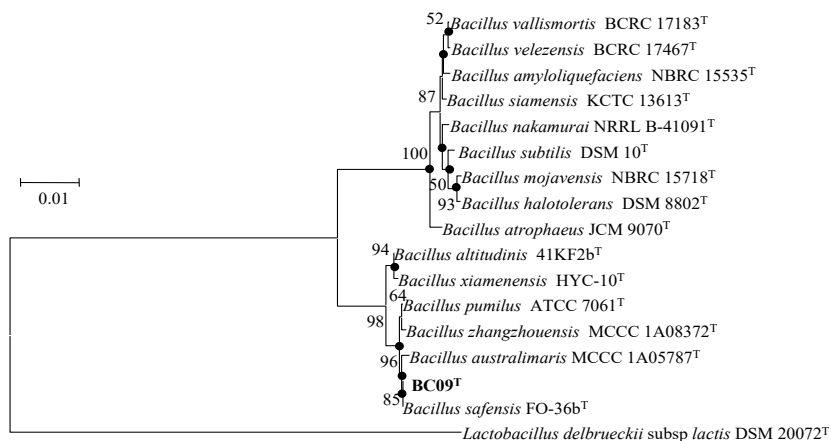 52
Bacillus vallismortis BCRC 17183ᵀ
Bacillus velezensis BCRC 17467ᵀ
Bacillus amyloliquefaciens NBRC 15535ᵀ
87
Bacillus siamensis KCTC 13613ᵀ
Bacillus nakamurai NRRL B-41091ᵀ
100
Bacillus subtilis DSM 10ᵀ
50
Bacillus mojavensis NBRC 15718ᵀ
0.01
93
Bacillus halotolerans DSM 8802ᵀ
Bacillus atrophaeus JCM 9070ᵀ
94
Bacillus altitudinis 41KF2bᵀ
Bacillus xiamenensis HYC-10ᵀ
64
Bacillus pumilus ATCC 7061ᵀ
98
Bacillus zhangzhouensis MCCC 1A08372ᵀ
96
Bacillus australimaris MCCC 1A05787ᵀ
BC09ᵀ
85
Bacillus safensis FO-36bᵀ
Lactobacillus delbrueckii subsp lactis DSM 20072ᵀ